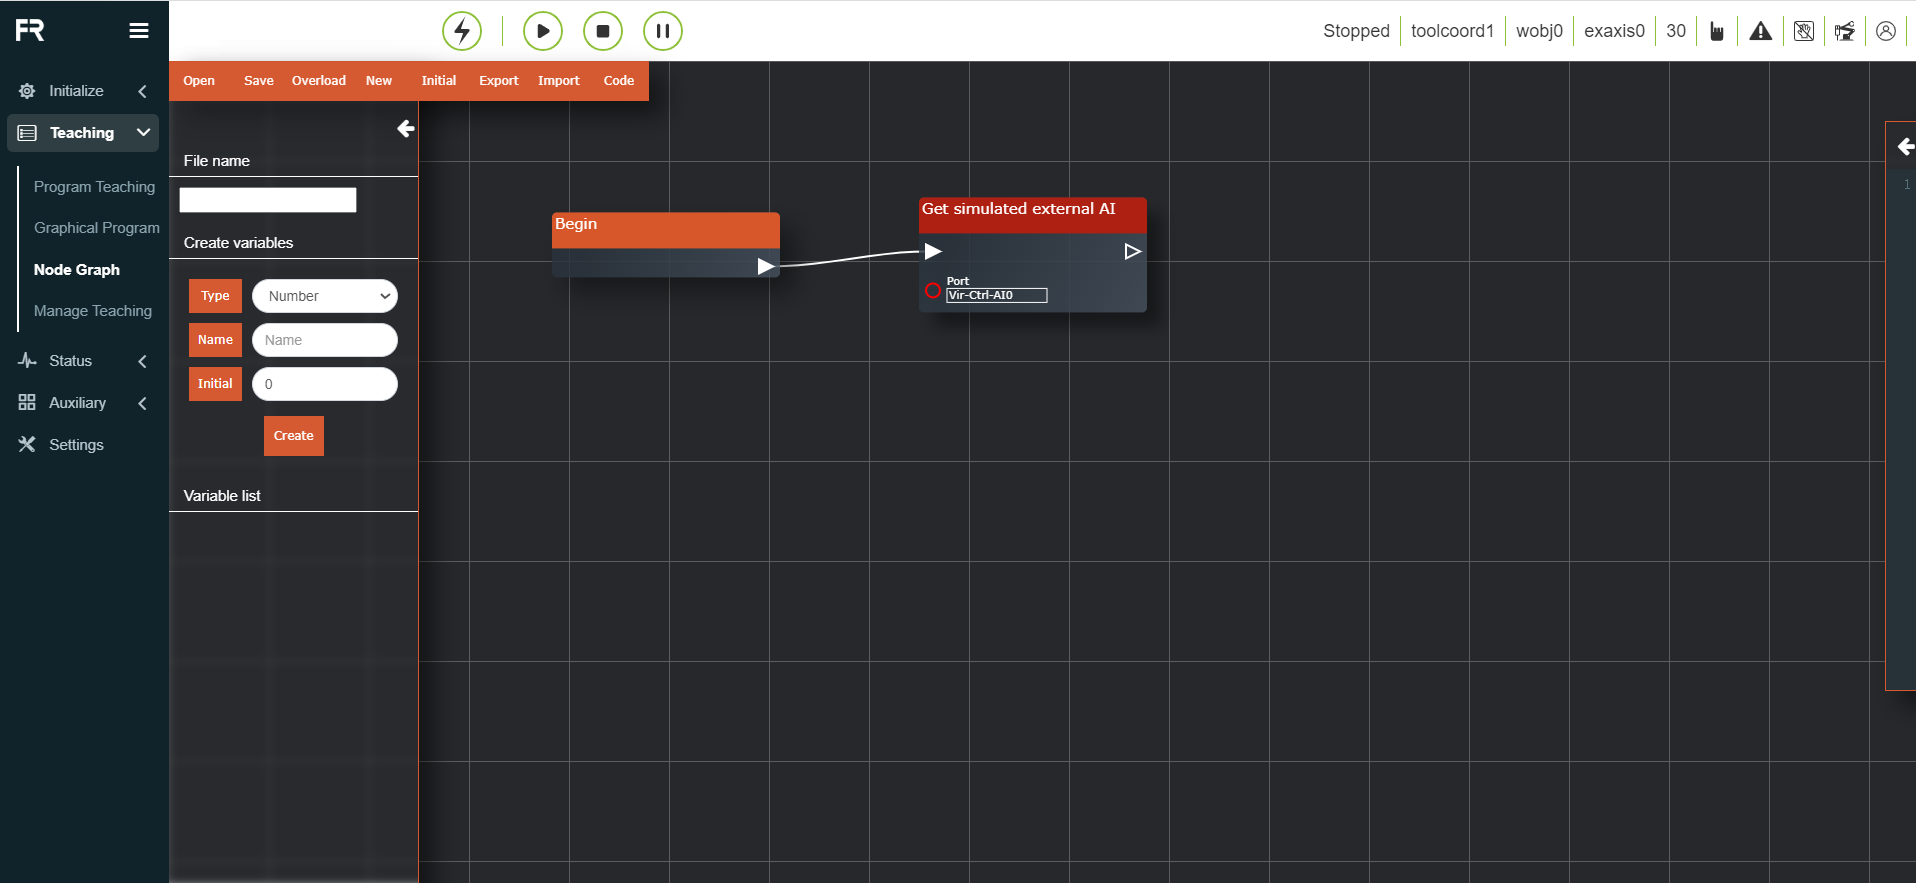 FR
Stopped
toolcoord1
wobj0
exaxis0
30
Initialize
Teaching
Program Teaching
Graphical Program
Node Graph
Manage Teaching
Status
Auxiliary
Settings
Open Save Overload New Initial Export Import Code
File name
Create variables
Type Number
Name Name
Initial 0
Create
Variable list
Begin
Get simulated external AI
Port
Vir-Ctrl-AI0
1